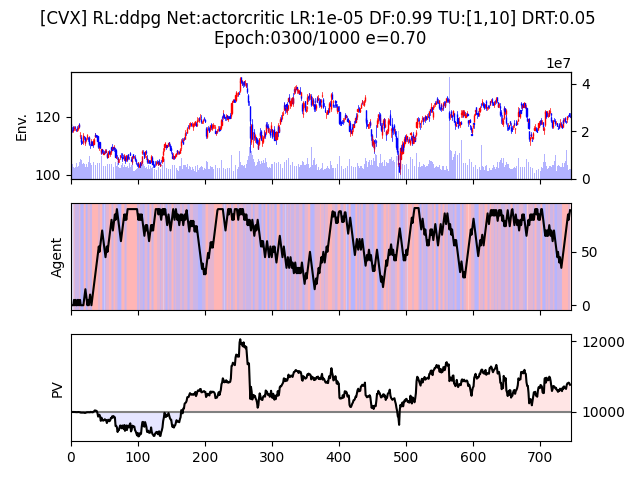 [CVX] RL:ddpg Net:actorcritic LR:1e-05 DF:0.99 TU:[1,10] DRT:0.05
Epoch:0300/1000 e=0.70
1e7
Env.
120
100
4
2
0
Agent
50
0
PV
12000
10000
0 100 200 300 400 500 600 700